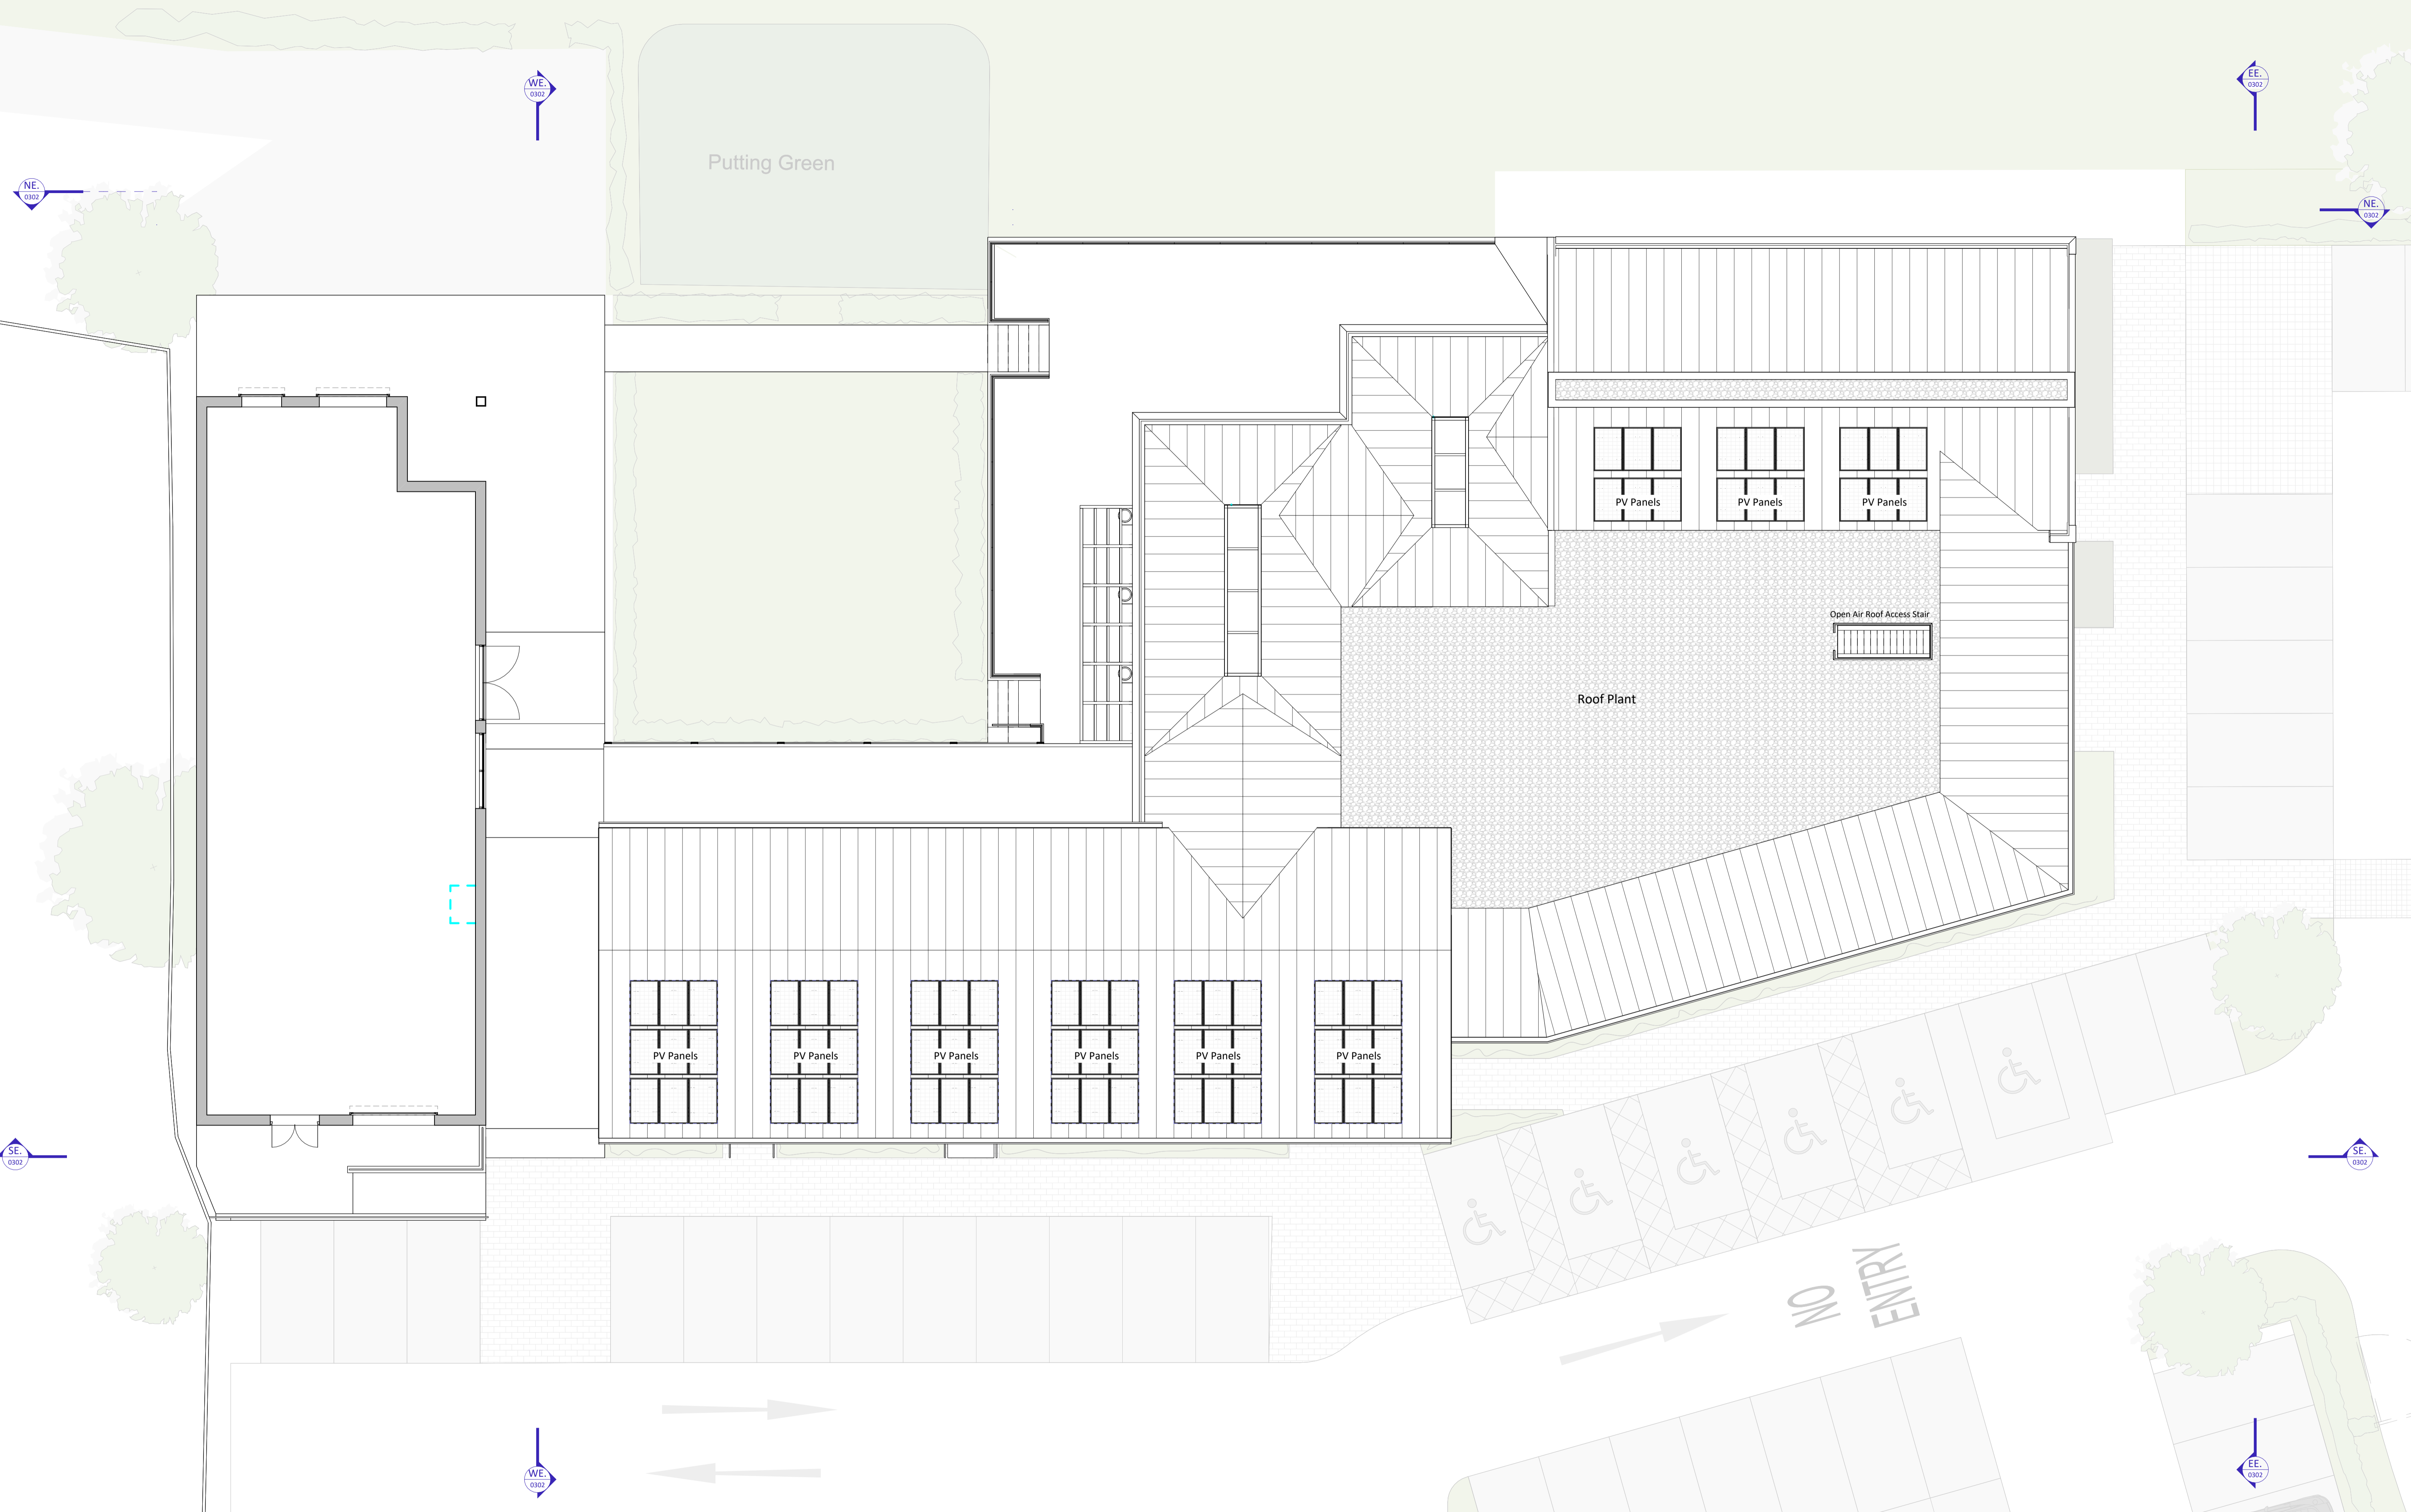 EE.
0302
WE.
0302
Putting Green
NE.
0302
NE.
0302
PV Panels
PV Panels
PV Panels
Open Air Roof Access Stair
Roof Plant
PV Panels
PV Panels
PV Panels
PV Panels
PV Panels
PV Panels
SE.
0302
SE.
0302
NO
ENTRY
WE.
0302
EE.
0302